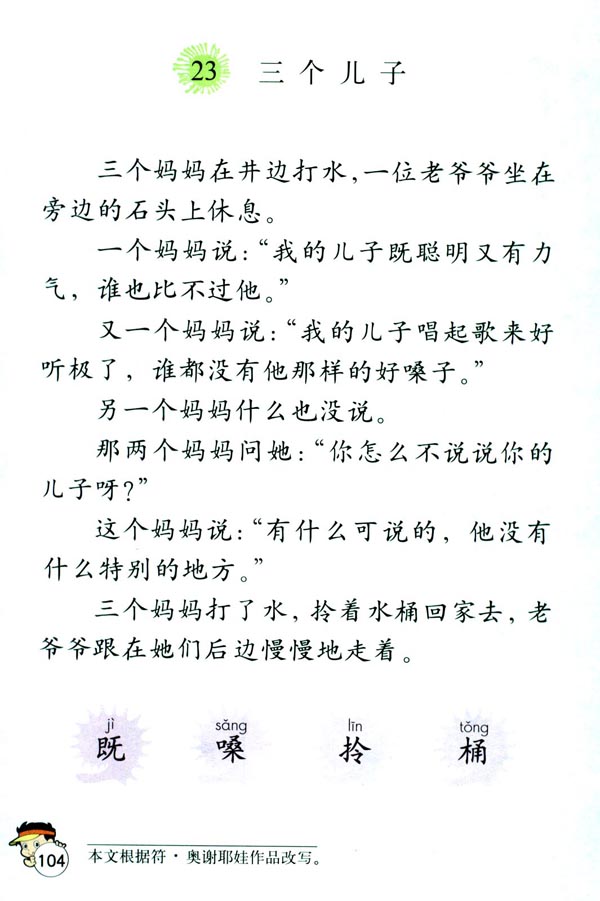 23 三个儿子
三个妈妈在井边打水，一位老爷爷坐在
旁边的石头上休息。
一个妈妈说：“我的儿子既聪明又有力
气，谁也比不过他。”
又一个妈妈说：“我的儿子唱起歌来好
听极了，谁都没有他那样的好嗓子。”
另一个妈妈什么也没说。
那两个妈妈问她：“你怎么不说说你的
儿子呀？”
这个妈妈说：“有什么可说的，他没有
什么特别的地方。”
三个妈妈打了水，拎着水桶回家去，老
爷爷跟在她们后边慢慢地走着。
jì sǎng līn tǒng
既 嗓 拎 桶
104 本文根据符·奥谢耶娃作品改写。